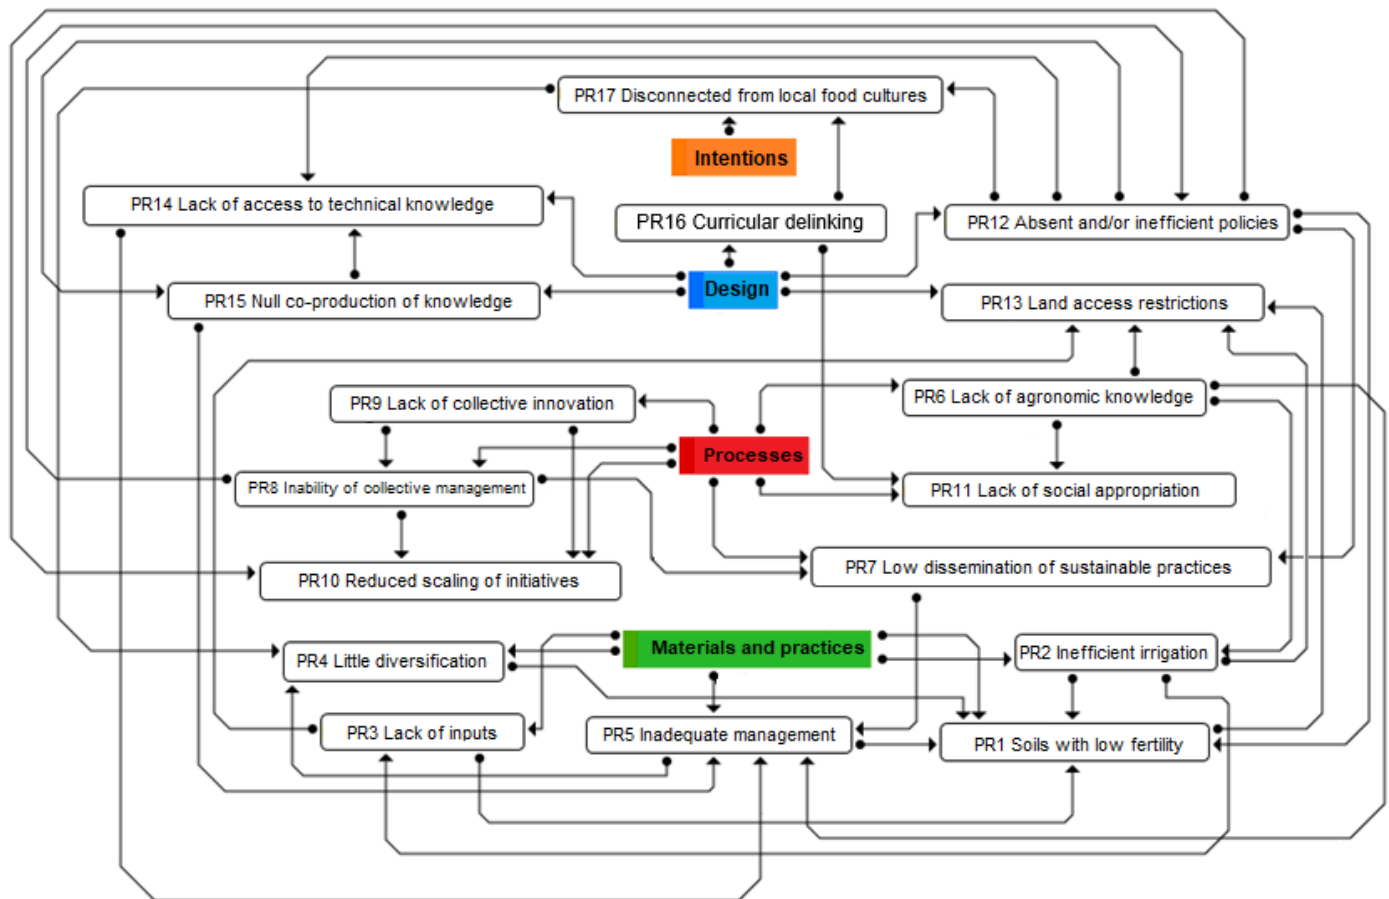 PR17 Disconnected from local food cultures
Intentions
PR14 Lack of access to technical knowledge
PR16 Curricular delinking
PR12 Absent and/or inefficient policies
Design
PR15 Null co-production of knowledge
PR13 Land access restrictions
PR9 Lack of collective innovation
PR6 Lack of agronomic knowledge
Processes
PR8 Inability of collective management
PR11 Lack of social appropriation
PR10 Reduced scaling of initiatives
PR7 Low dissemination of sustainable practices
Materials and practices
PR4 Little diversification
PR2 Inefficient irrigation
PR3 Lack of inputs
PR5 Inadequate management
PR1 Soils with low fertility